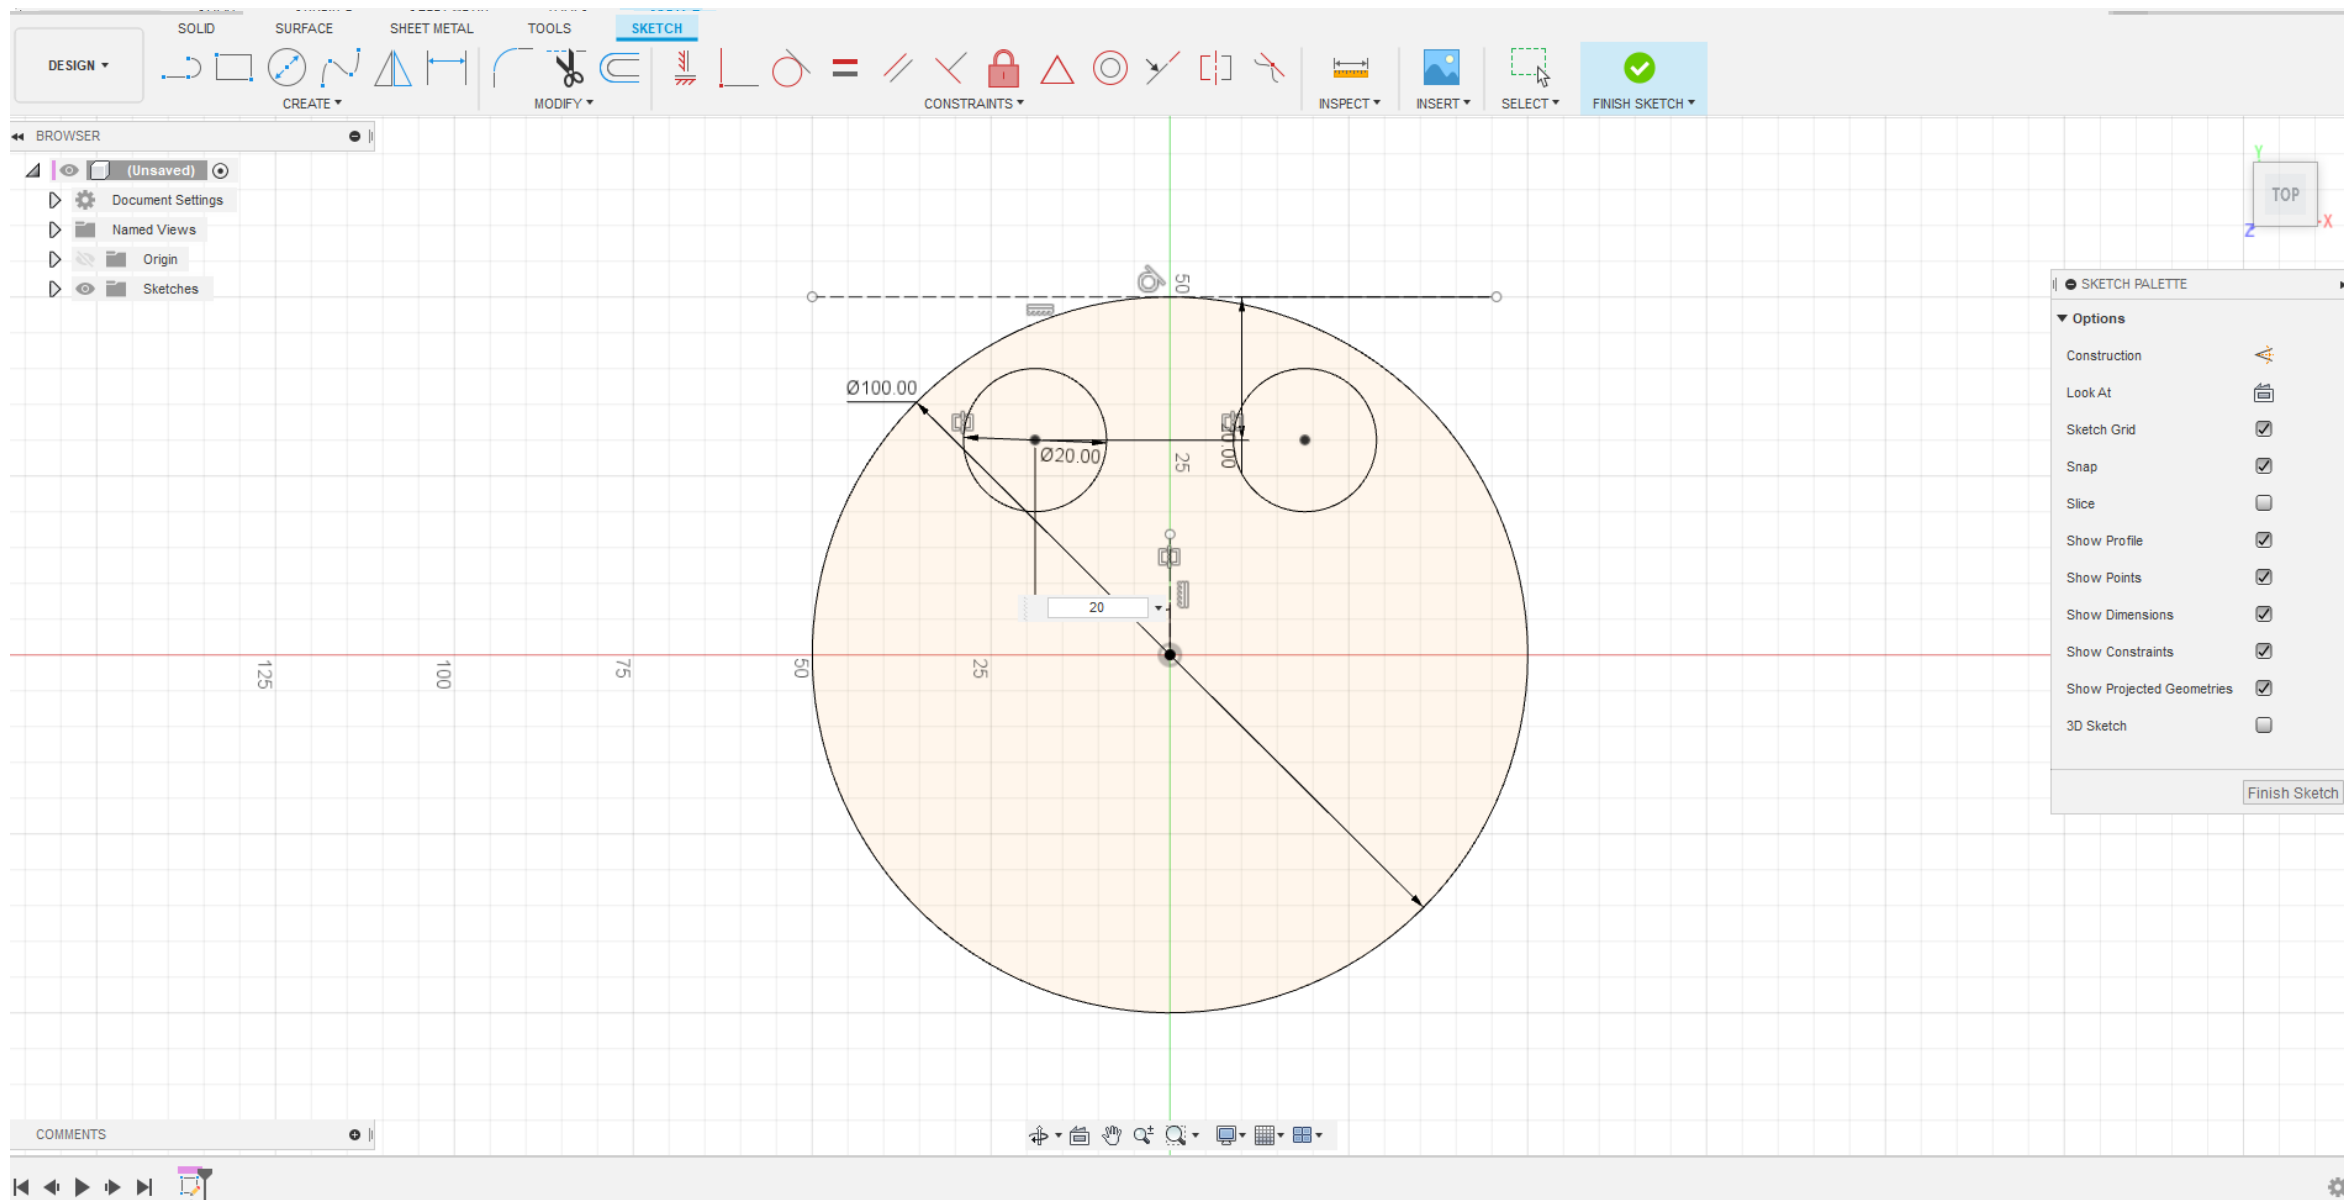 SOLID SURFACE SHEET METAL TOOLS SKETCH
DESIGN
CREATE MODIFY CONSTRAINTS INSPECT INSERT SELECT FINISH SKETCH
BROWSER
(Unsaved)
Document Settings
Named Views
Origin
Sketches
TOP
Y
X
Z
SKETCH PALETTE
Options
Construction
Look At
Sketch Grid
Snap
Slice
Show Profile
Show Points
Show Dimensions
Show Constraints
Show Projected Geometries
3D Sketch
Finish Sketch
50
Ø100.00
Ø20.00
25
20
125 100 75 50 25
COMMENTS